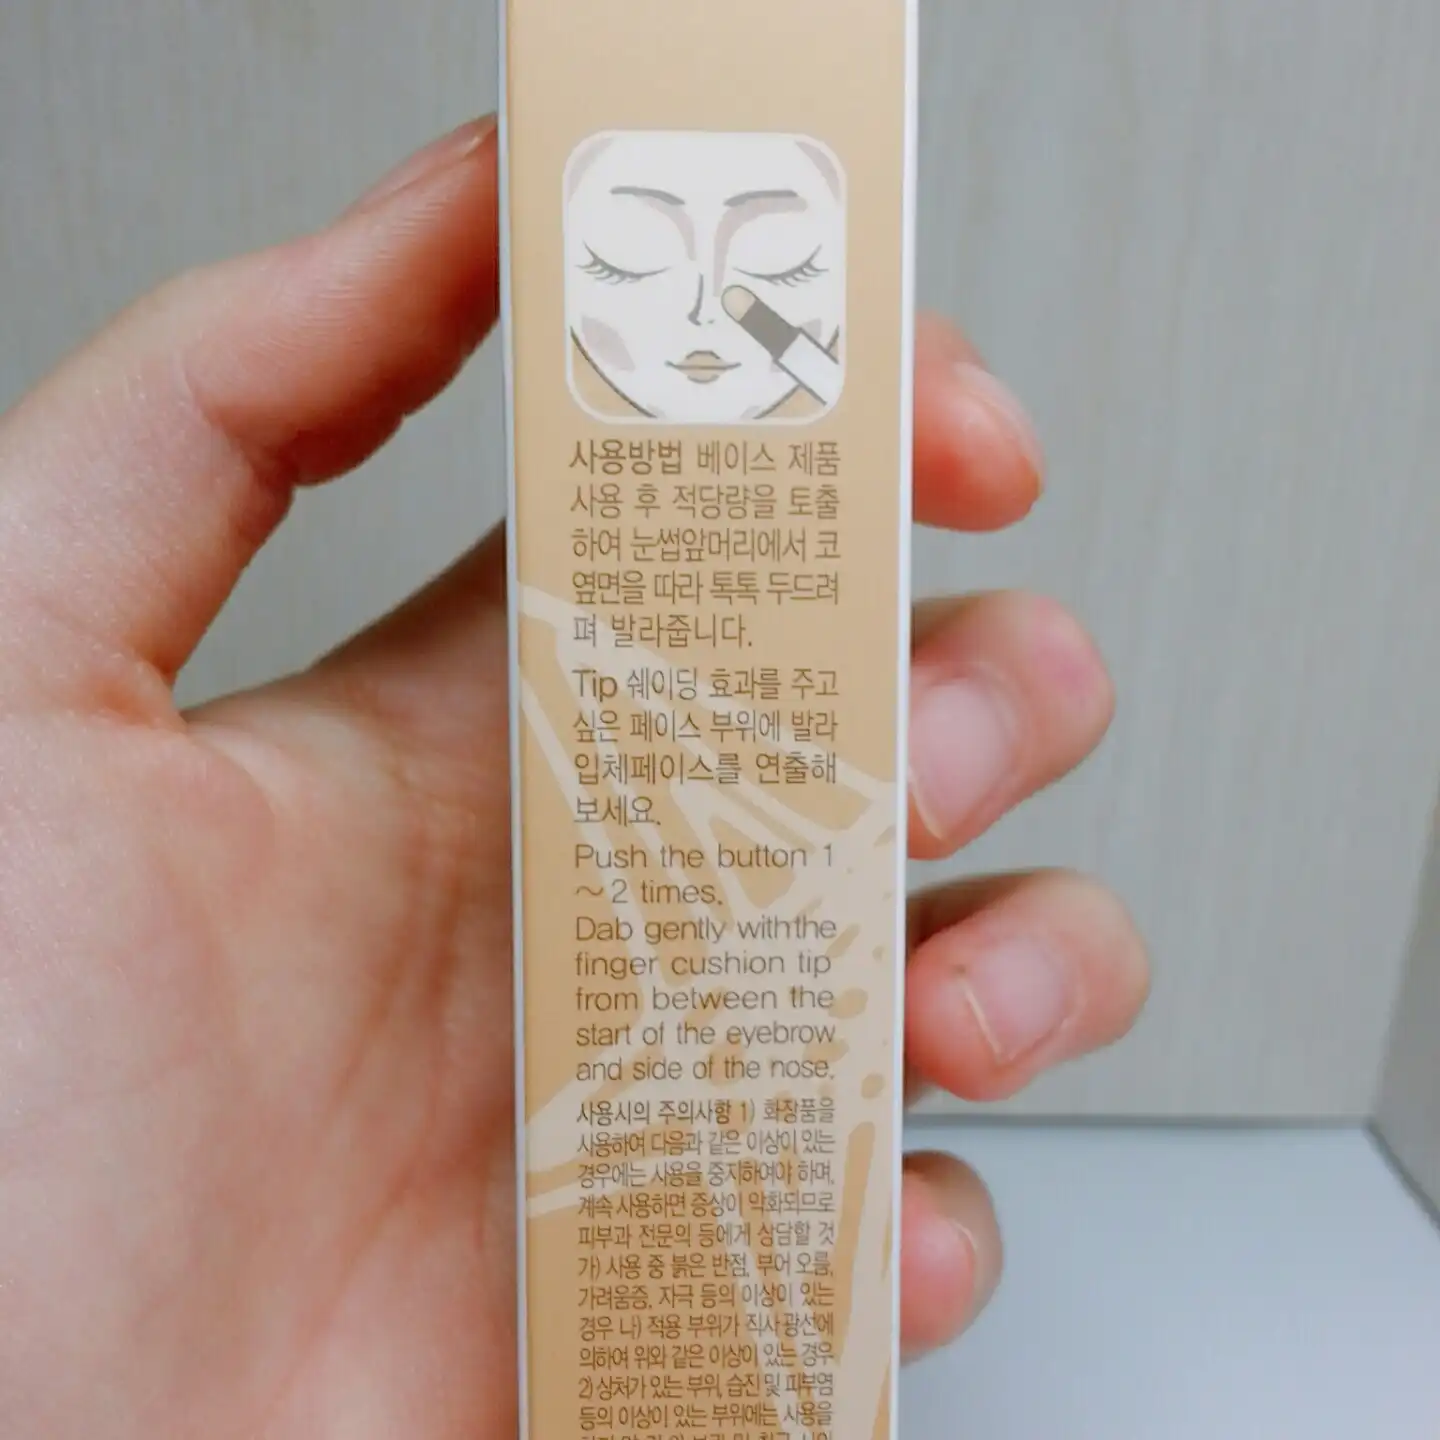 사용방법 베이스 제품
사용 후 적당량을 토출
하여 눈썹앞머리에서 코
옆면을 따라 톡톡 두드려
펴 발라줍니다.
Tip 쉐이딩 효과를 주고
싶은 페이스 부위에 발라
입체페이스를 연출해
보세요.
Push the button 1
~2 times.
Dab gently with the
finger cushion tip
from between the
start of the eyebrow
and side of the nose.
사용시의 주의사항 1) 화장품을
사용하여 다음과 같은 이상이 있는
경우에는 사용을 중지하여야 하며,
계속 사용하면 증상이 악화되므로
피부과 전문의 등에게 상담할 것
가) 사용 중 붉은 반점, 부어 오름,
가려움증, 자극 등의 이상이 있는
경우 나) 적용 부위가 직사광선에
의하여 위와 같은 이상이 있는 경우
2) 상처가 있는 부위, 습진 및 피부염
등의 이상이 있는 부위에는 사용을